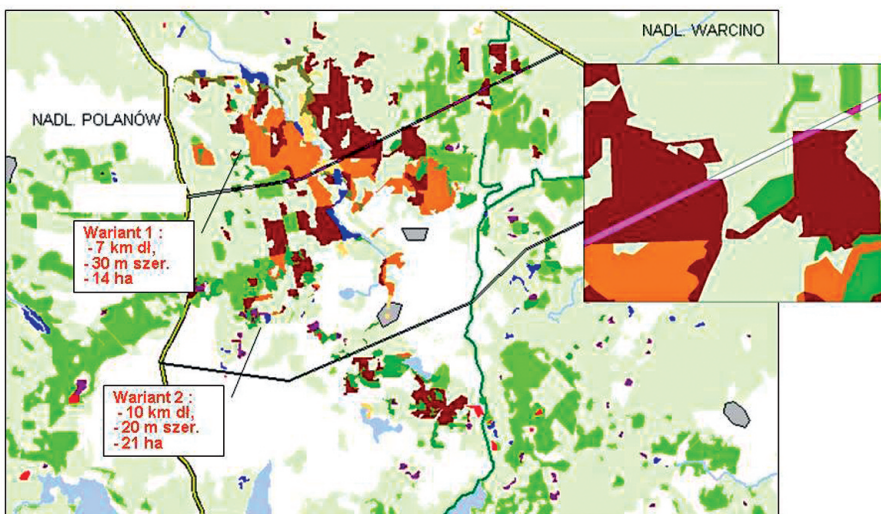 NADL. WARCINO
NADL. POLANÓW
Wariant 1 :
- 7 km dł,
- 30 m szer.
- 14 ha
Wariant 2 :
- 10 km dł,
- 20 m szer.
- 21 ha